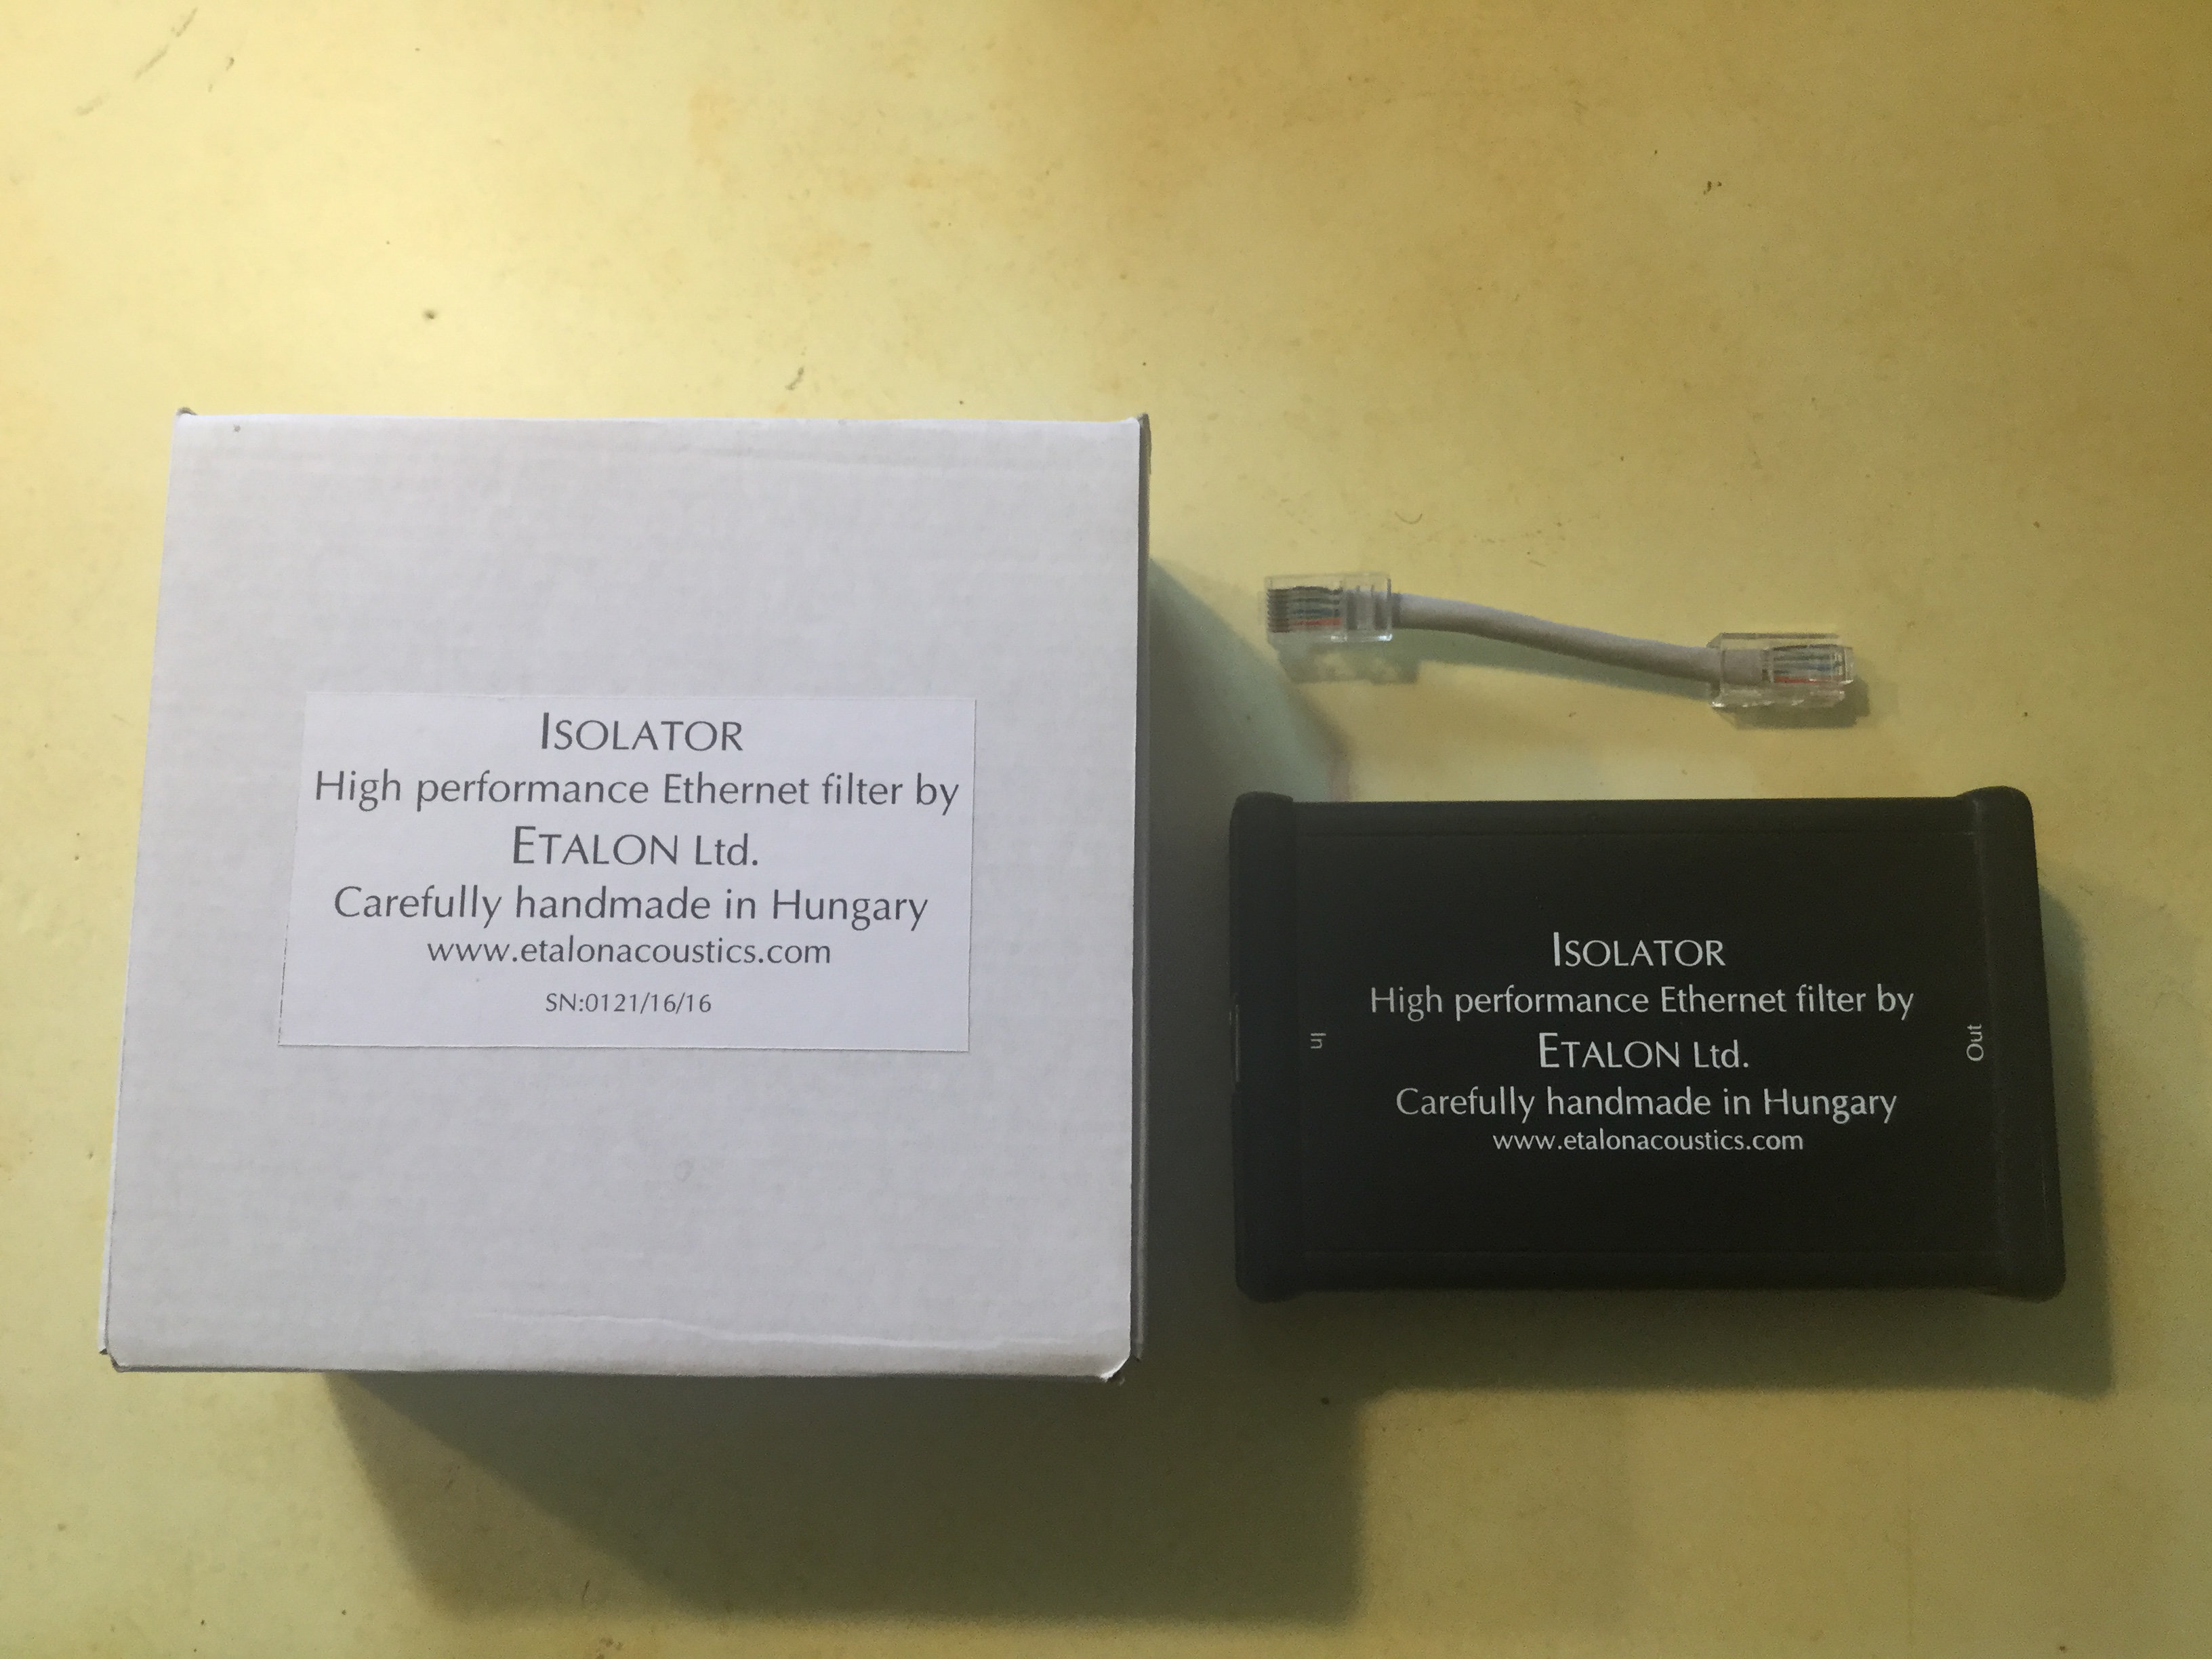 ISOLATOR
High performance Ethernet filter by
ETALON Ltd.
Carefully handmade in Hungary
www.etalonacoustics.com
SN:0121/16/16
In
ISOLATOR
High performance Ethernet filter by
ETALON Ltd.
Carefully handmade in Hungary
www.etalonacoustics.com
Out